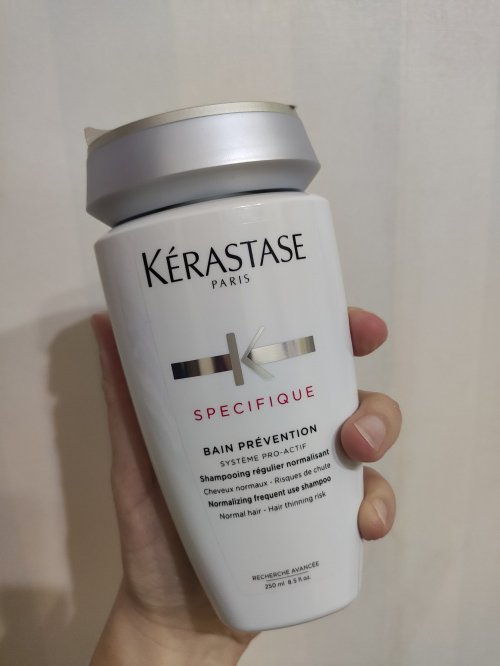 KÉRASTASE
PARIS
SPECIFIQUE
BAIN PRÉVENTION
SYSTÈME PRO-ACTIF
Shampooing régulier normalisant
Cheveux normaux - Risques de chute
Normalizing frequent use shampoo
Normal hair - Hair thinning risk
RECHERCHE AVANCÉE
250 ml 8.5 fl.oz.